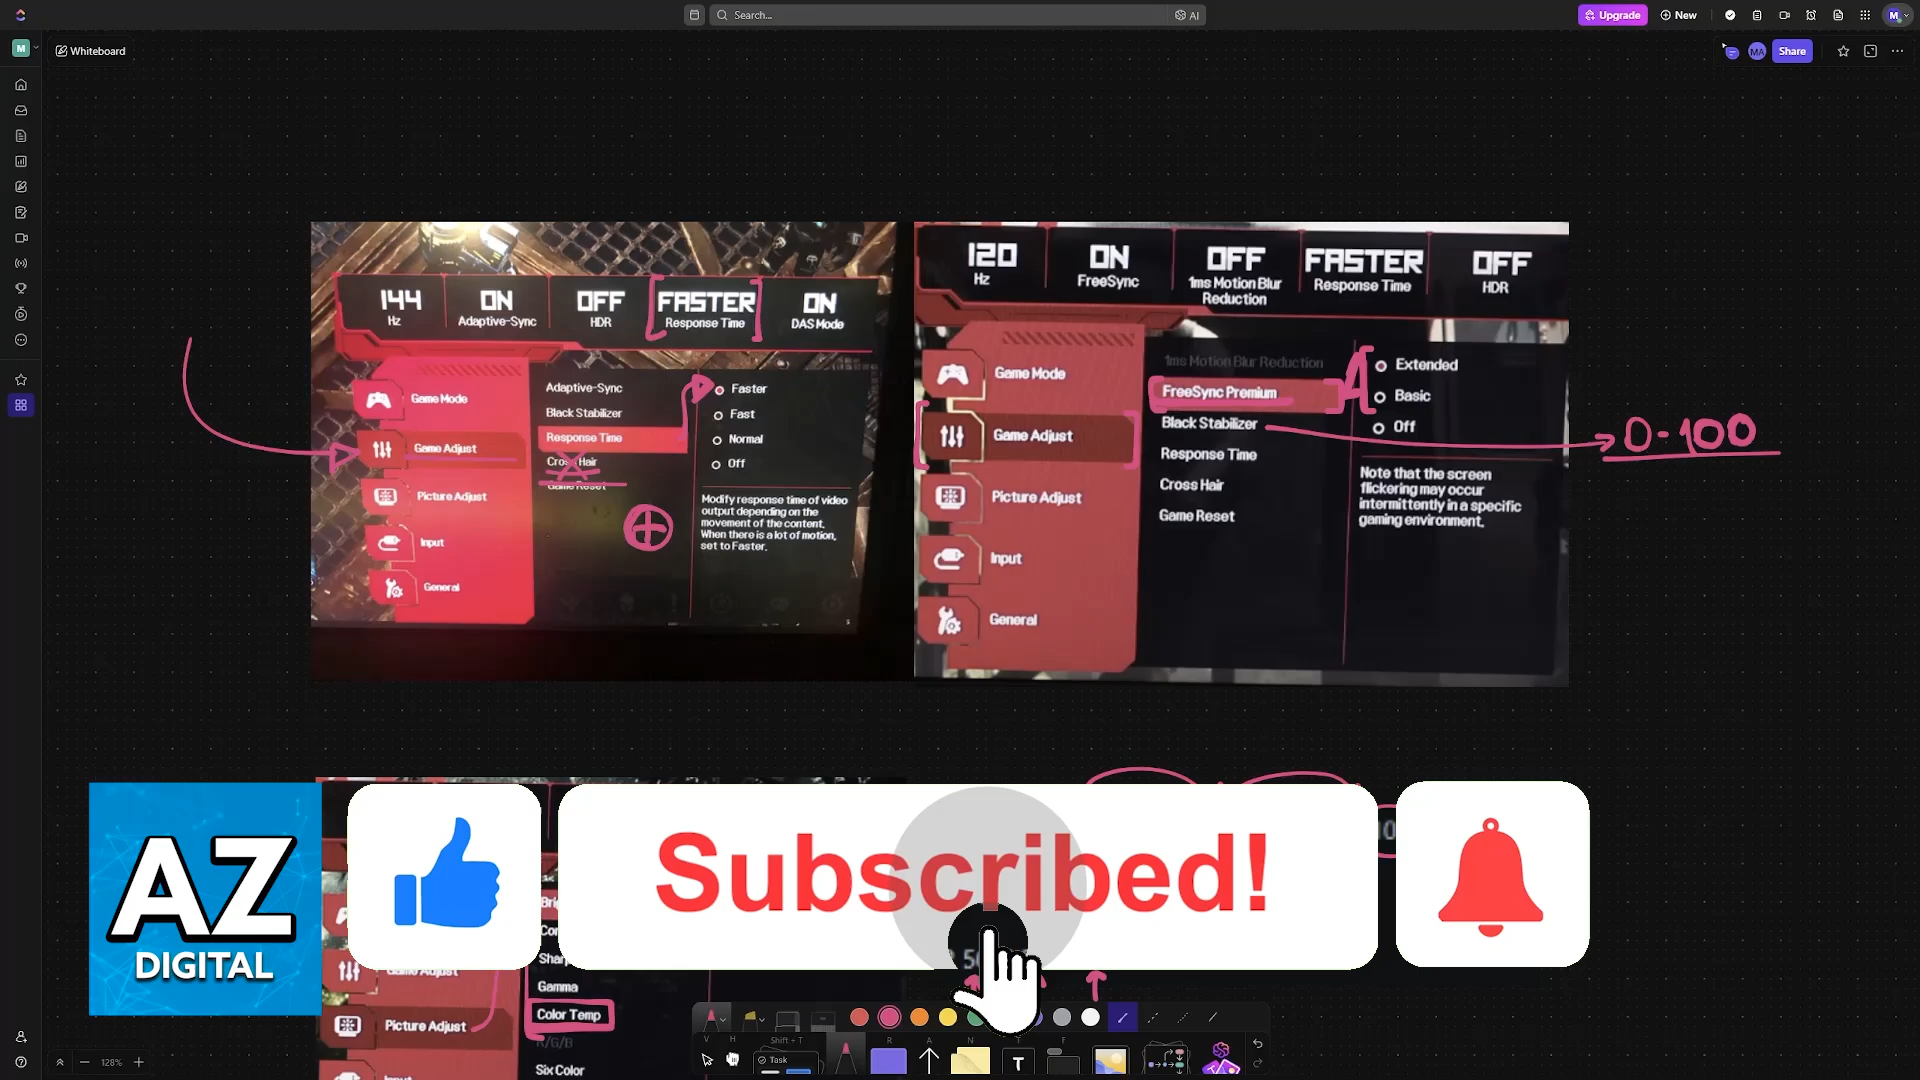 Search...
AI
Upgrade
New
M
M
Whiteboard
MA
Share
144
Hz
ON
Adaptive-Sync
OFF
HDR
FASTER
Response Time
ON
DAS Mode
Game Mode
Game Adjust
Picture Adjust
Input
General
Adaptive-Sync
Black Stabilizer
Response Time
Cross Hair
Game Reset
Faster
Fast
Normal
Off
Modify response time of video
output depending on the
movement of the content.
When there is a lot of motion,
set to Faster.
120
Hz
ON
FreeSync
OFF
1ms Motion Blur
Reduction
FASTER
Response Time
OFF
HDR
Game Mode
Game Adjust
Picture Adjust
Input
General
1ms Motion Blur Reduction
FreeSync Premium
Black Stabilizer
Response Time
Cross Hair
Game Reset
Extended
Basic
Off
Note that the screen
flickering may occur
intermittently in a specific
gaming environment.
0-100
AZ
DIGITAL
Subscribed!
Game Adjust
Picture Adjust
Gamma
Color Temp
R/G/B
Six Color
128%
V
H
Shift + T
Task
R
A
N
T
T
F